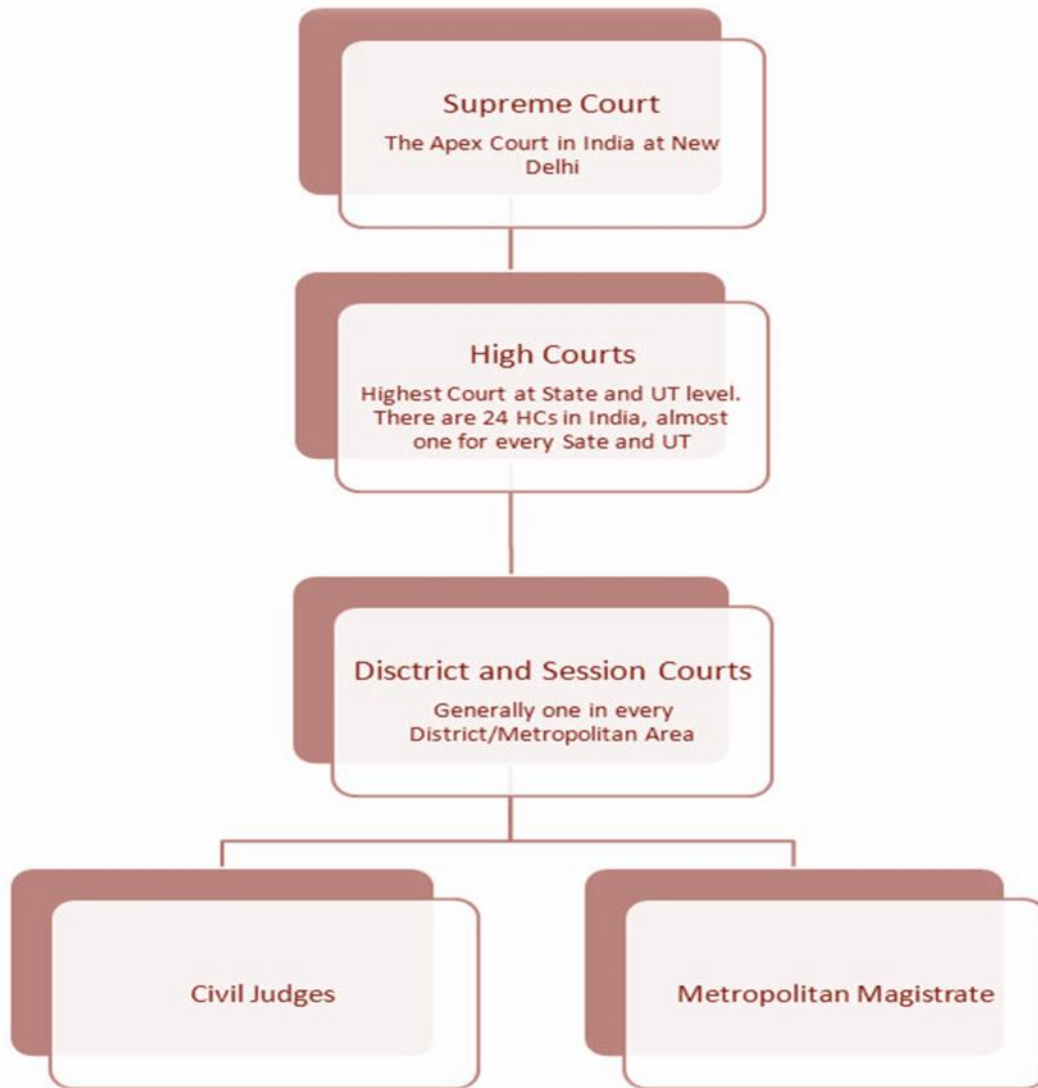 Supreme Court
The Apex Court in India at New
Delhi
High Courts
Highest Court at State and UT level.
There are 24 HCs in India, almost
one for every Sate and UT
Disctrict and Session Courts
Generally one in every
District/Metropolitan Area
Civil Judges
Metropolitan Magistrate